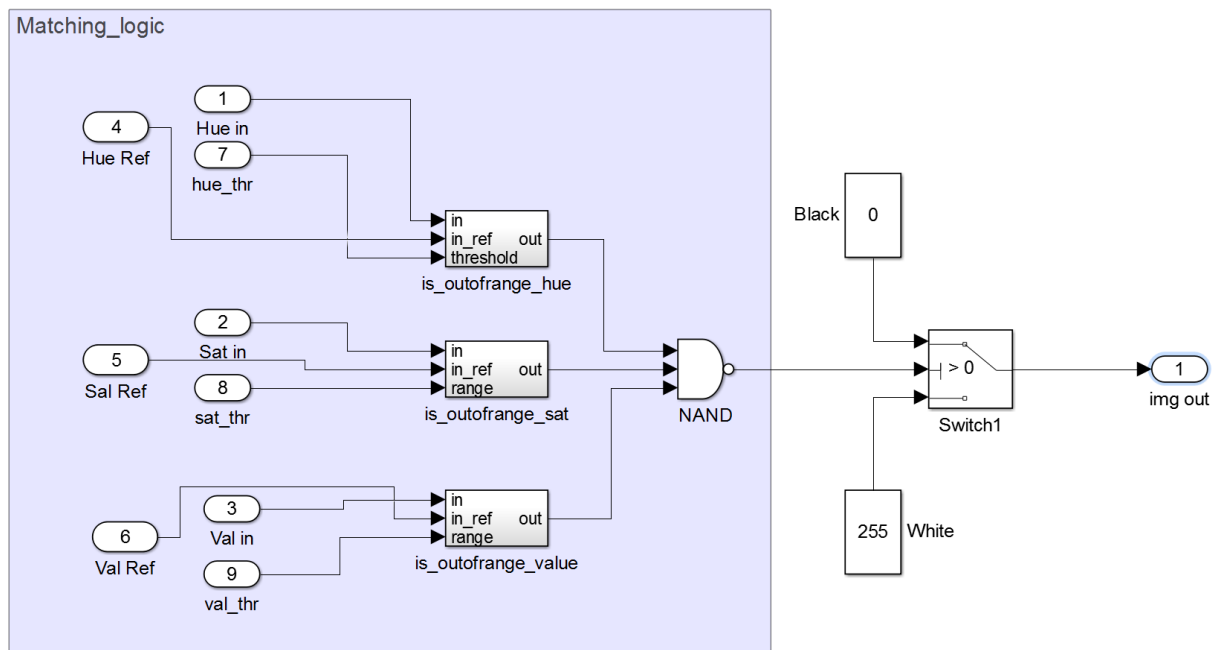 Matching_logic
1
Hue in
4
Hue Ref
7
hue_thr
in
in_ref out
threshold
is_outofrange_hue
2
Sat in
5
Sal Ref
8
sat_thr
in
in_ref out
range
is_outofrange_sat
3
Val in
6
Val Ref
9
val_thr
in
in_ref out
range
is_outofrange_value
NAND
Black 0
> 0
Switch1
255 White
1
img out